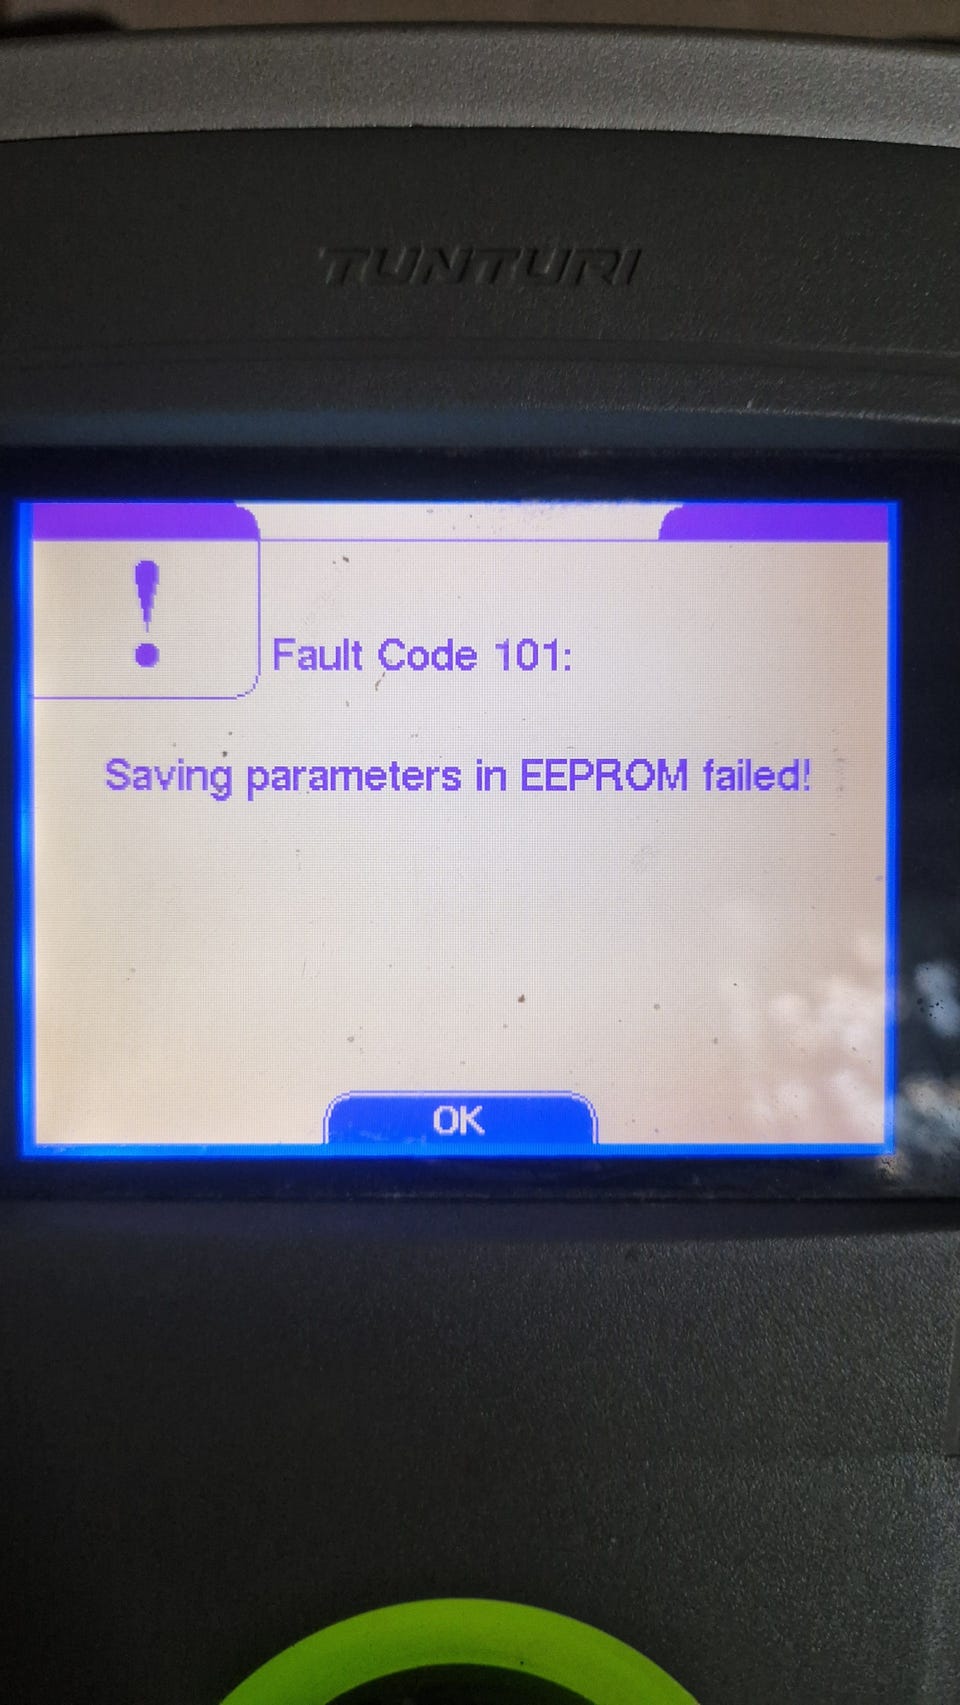 TUNTURI
!
Fault Code 101:
Saving parameters in EEPROM failed!
OK